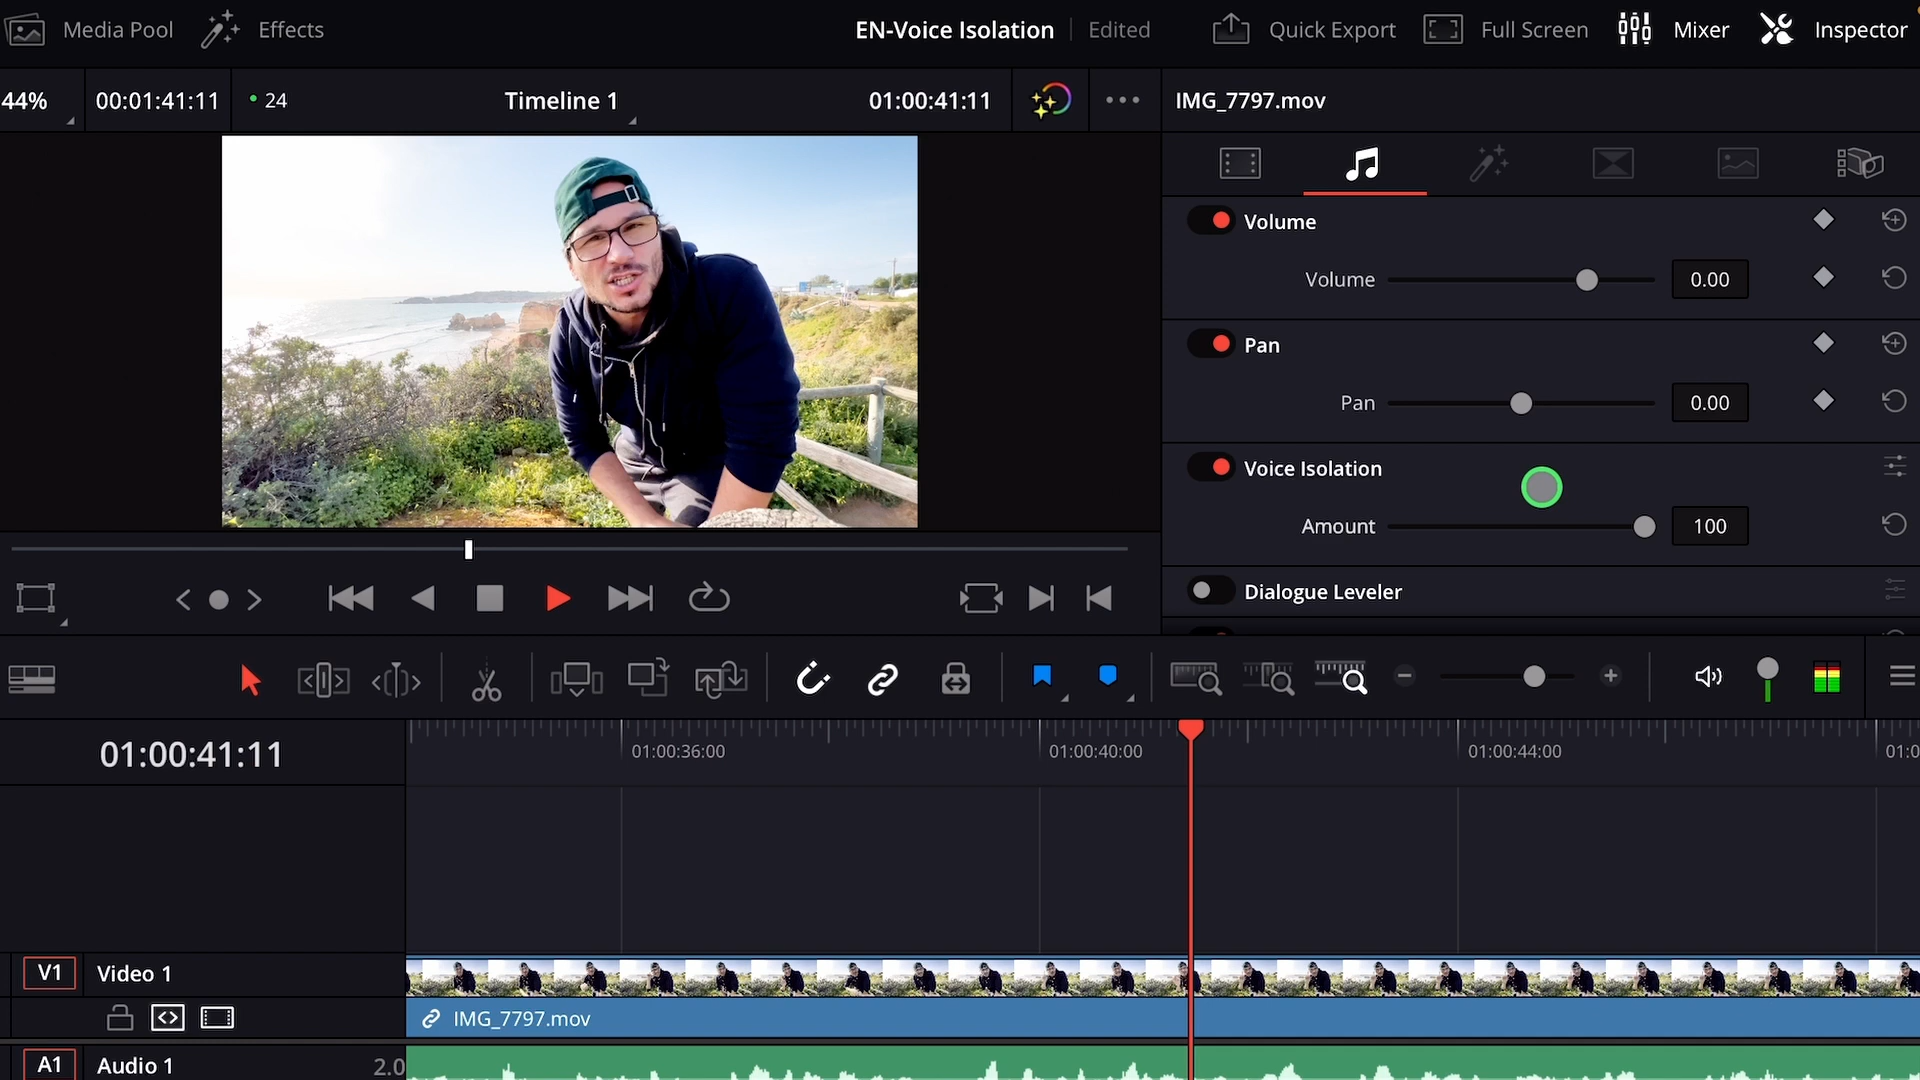 Media Pool
Effects
EN-Voice Isolation
Edited
Quick Export
Full Screen
Mixer
Inspector
44%
00:01:41:11
24
Timeline 1
01:00:41:11
IMG_7797.mov
Volume
Volume
0.00
Pan
Pan
0.00
Voice Isolation
Amount
100
Dialogue Leveler
01:00:41:11
01:00:36:00
01:00:40:00
01:00:44:00
V1
Video 1
IMG_7797.mov
A1
Audio 1
2.0